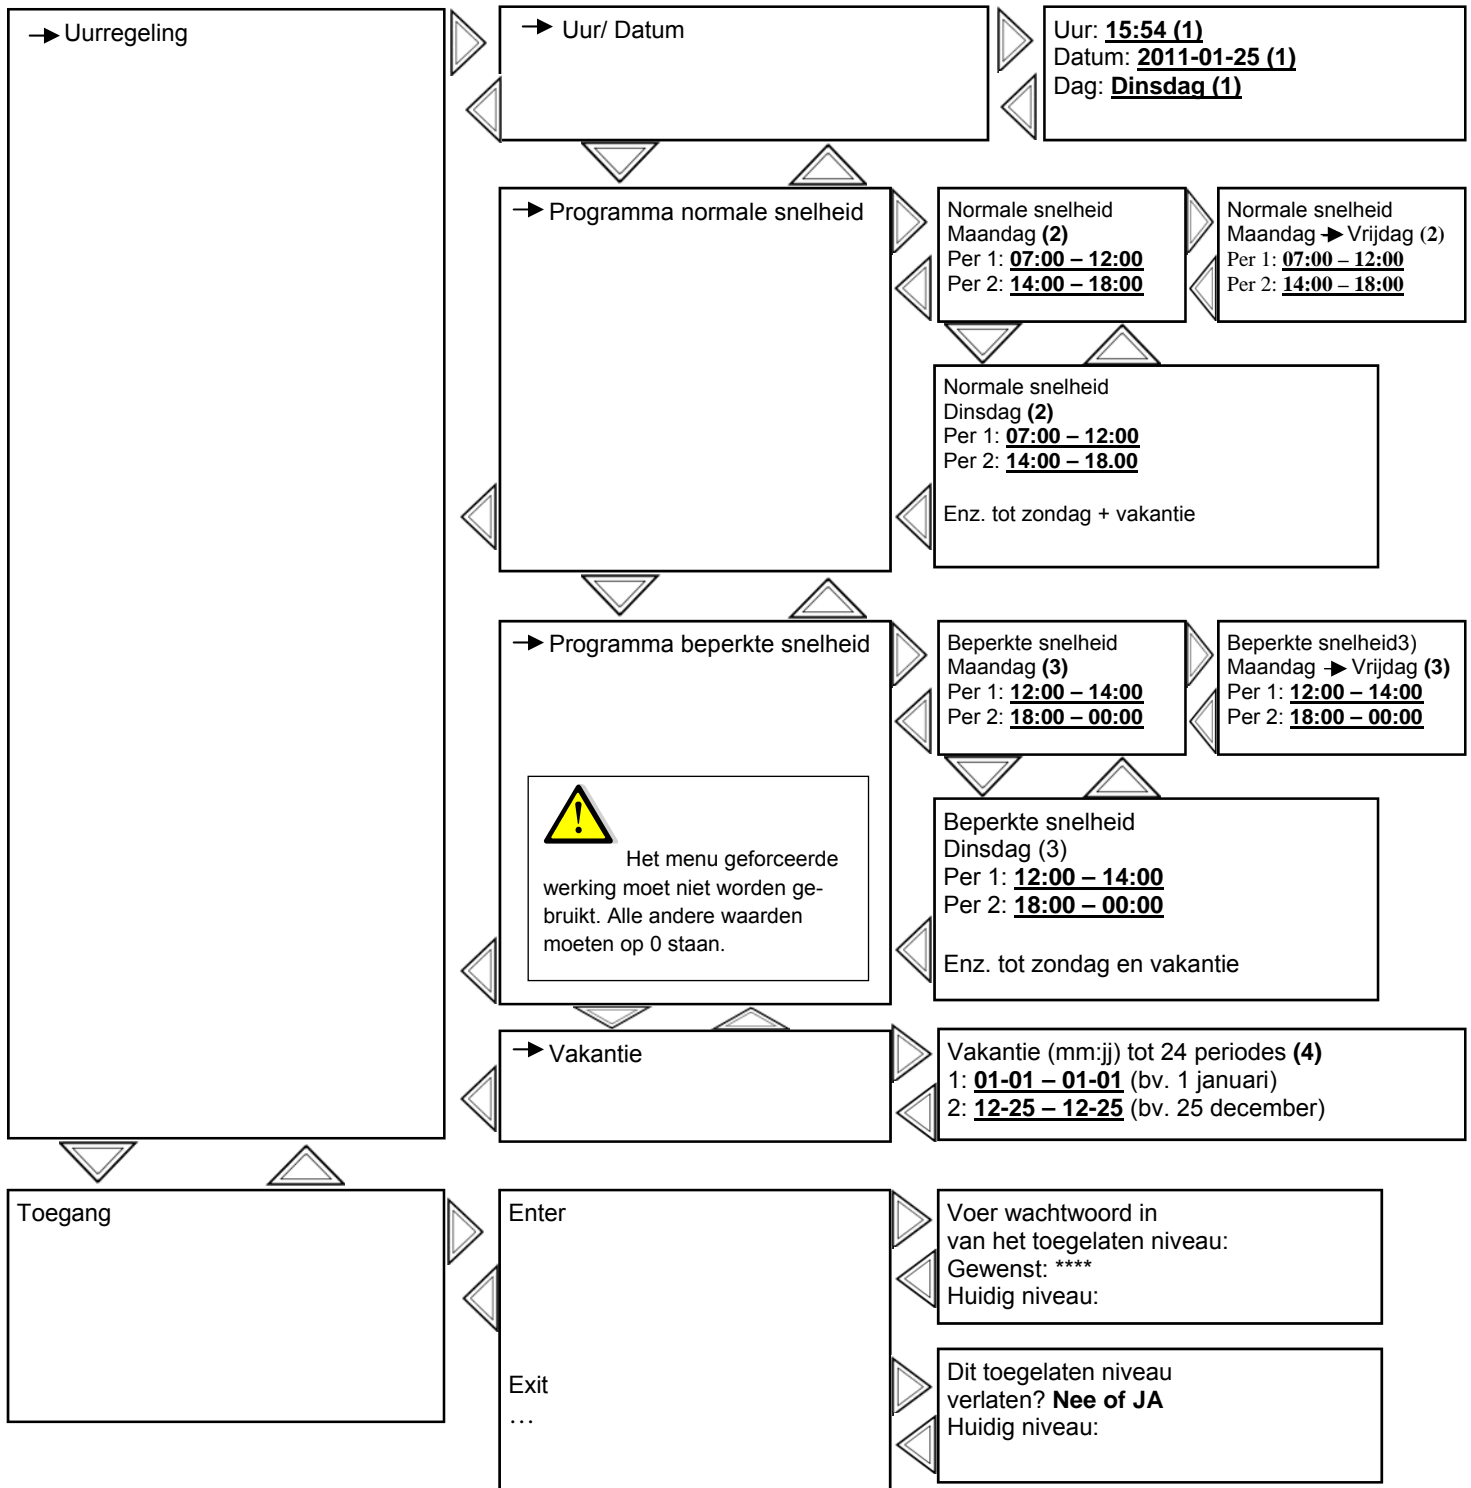 Uurregeling
Uur/ Datum
Uur: 15:54 (1)
Datum: 2011-01-25 (1)
Dag: Dinsdag (1)
Programma normale snelheid
Normale snelheid
Maandag (2)
Per 1: 07:00 – 12:00
Per 2: 14:00 – 18:00
Normale snelheid
Maandag → Vrijdag (2)
Per 1: 07:00 – 12:00
Per 2: 14:00 – 18:00
Normale snelheid
Dinsdag (2)
Per 1: 07:00 – 12:00
Per 2: 14:00 – 18.00
Enz. tot zondag + vakantie
Programma beperkte snelheid
Het menu geforceerde
werking moet niet worden ge-
bruikt. Alle andere waarden
moeten op 0 staan.
Beperkte snelheid
Maandag (3)
Per 1: 12:00 – 14:00
Per 2: 18:00 – 00:00
Beperkte snelheid3)
Maandag → Vrijdag (3)
Per 1: 12:00 – 14:00
Per 2: 18:00 – 00:00
Beperkte snelheid
Dinsdag (3)
Per 1: 12:00 – 14:00
Per 2: 18:00 – 00:00
Enz. tot zondag en vakantie
Vakantie
Vakantie (mm:jj) tot 24 periodes (4)
1: 01-01 – 01-01 (bv. 1 januari)
2: 12-25 – 12-25 (bv. 25 december)
Toegang
Enter
Voer wachtwoord in
van het toegelaten niveau:
Gewenst: ****
Huidig niveau:
Exit
…
Dit toegelaten niveau
verlaten? Nee of JA
Huidig niveau: